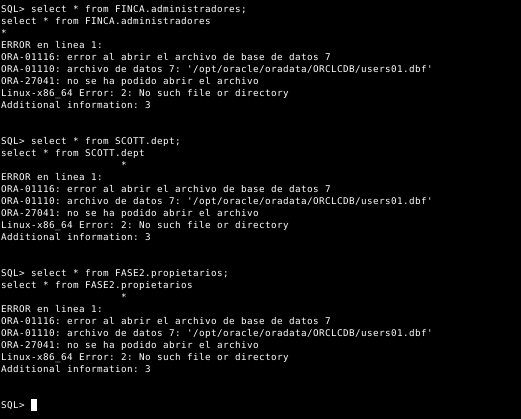 SQL> select * from FINCA.administradores;
select * from FINCA.administradores
*
ERROR en linea 1:
ORA-01116: error al abrir el archivo de base de datos 7
ORA-01110: archivo de datos 7: '/opt/oracle/oradata/ORCLCDB/users01.dbf'
ORA-27041: no se ha podido abrir el archivo
Linux-x86_64 Error: 2: No such file or directory
Additional information: 3
SQL> select * from SCOTT.dept;
select * from SCOTT.dept
*
ERROR en linea 1:
ORA-01116: error al abrir el archivo de base de datos 7
ORA-01110: archivo de datos 7: '/opt/oracle/oradata/ORCLCDB/users01.dbf'
ORA-27041: no se ha podido abrir el archivo
Linux-x86_64 Error: 2: No such file or directory
Additional information: 3
SQL> select * from FASE2.propietarios;
select * from FASE2.propietarios
*
ERROR en linea 1:
ORA-01116: error al abrir el archivo de base de datos 7
ORA-01110: archivo de datos 7: '/opt/oracle/oradata/ORCLCDB/users01.dbf'
ORA-27041: no se ha podido abrir el archivo
Linux-x86_64 Error: 2: No such file or directory
Additional information: 3
SQL>